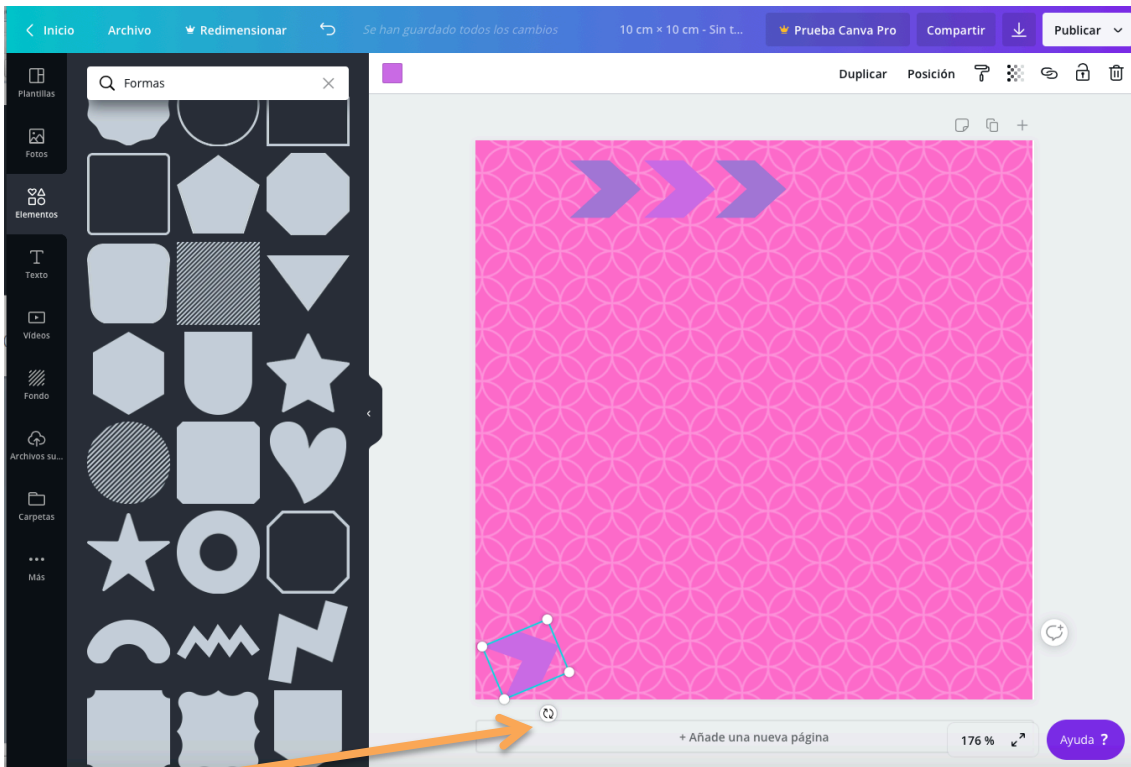 Inicio Archivo Redimensionar Se han guardado todos los cambios 10 cm × 10 cm - Sin t... Prueba Canva Pro Compartir Publicar
Plantillas
Fotos
Elementos
Texto
Vídeos
Fondo
Archivos su...
Carpetas
Más
Formas
Duplicar Posición
+ Añade una nueva página
176 %
Ayuda ?